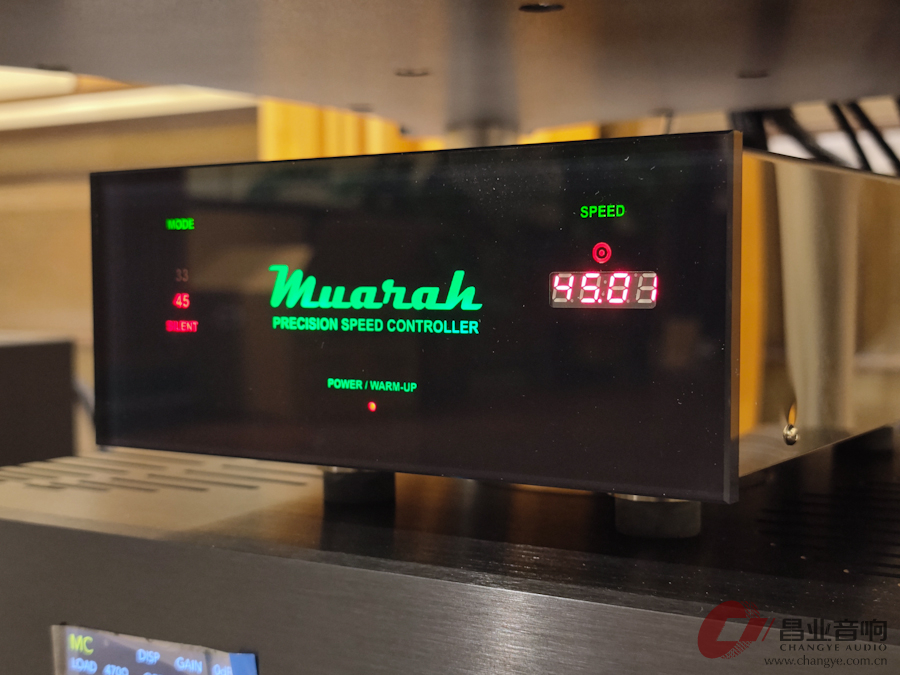 MODE
33
45
SILENT
Muarah
PRECISION SPEED CONTROLLER
POWER / WARM-UP
SPEED
45.01
MC
DISP
GAIN
LOAD
470Ω
昌业音响
CHANGYE AUDIO
www.changye.com.cn